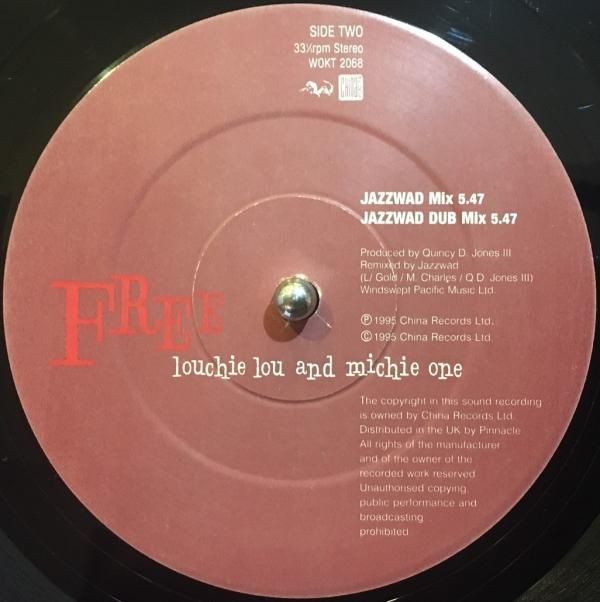 SIDE TWO
33⅓rpm Stereo
WOKT 2068
CHINA
JAZZWAD Mix 5.47
JAZZWAD DUB Mix 5.47
Produced by Quincy D. Jones III
Remixed by Jazzwad
(L/ Gold / M. Charles / Q.D. Jones III)
Windswept Pacific Music Ltd.
FREE
℗ 1995 China Records Ltd.
© 1995 China Records Ltd.
louchie lou and michie one
The copyright in this sound recording
is owned by China Records Ltd.
Distributed in the UK by Pinnacle
All rights of the manufacturer
and of the owner of the
recorded work reserved
Unauthorised copying,
public performance and
broadcasting
prohibited